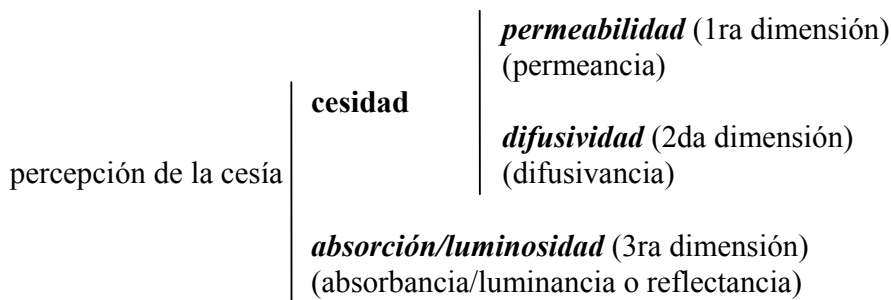 permeabilidad (1ra dimensión)
(permeancia)
cesidad
difusividad (2da dimensión)
(difusivancia)
percepción de la cesía
absorción/luminosidad (3ra dimensión)
(absorbancia/luminancia o reflectancia)